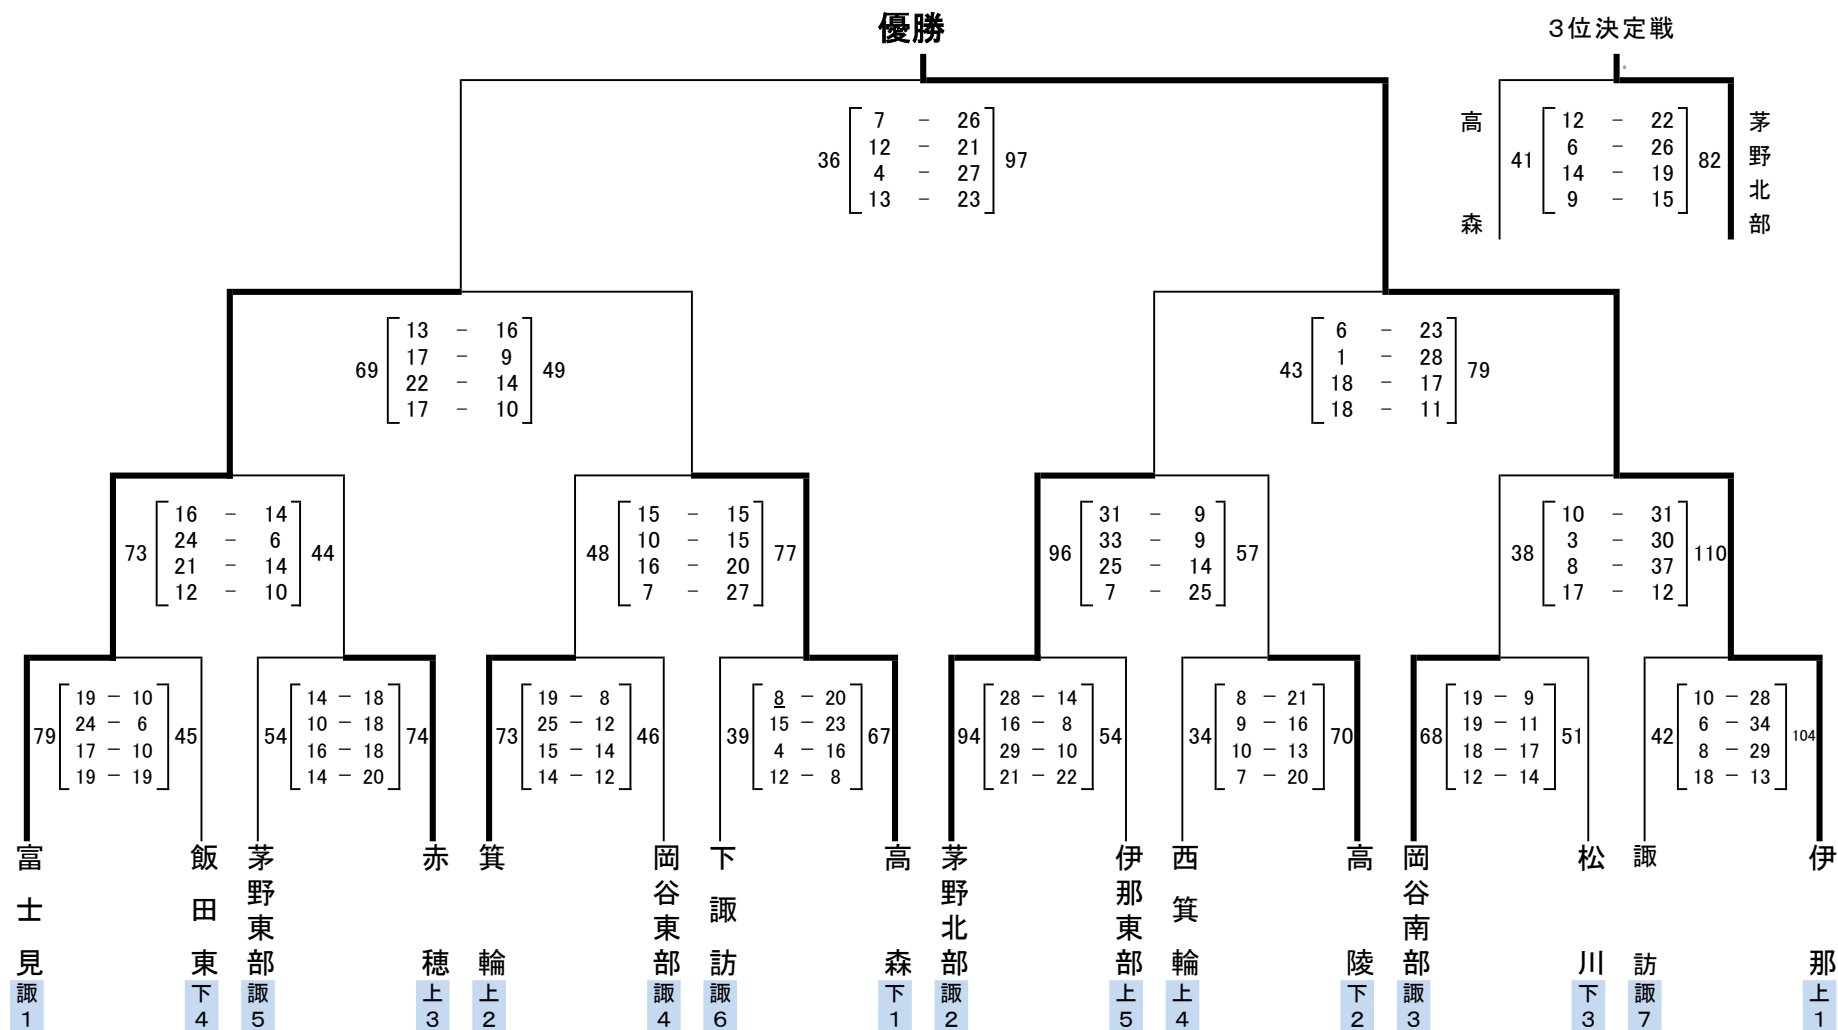 優勝
3位決定戦
7 - 26
12 - 21
4 - 27
13 - 23
36 97
高森
12 - 22
6 - 26
14 - 19
9 - 15
41 82
茅野北部
13 - 16
17 - 9
22 - 14
17 - 10
69 49
6 - 23
1 - 28
18 - 17
18 - 11
43 79
16 - 14
24 - 6
21 - 14
12 - 10
73 44
15 - 15
10 - 15
16 - 20
7 - 27
48 77
31 - 9
33 - 9
25 - 14
7 - 25
96 57
10 - 31
3 - 30
8 - 37
17 - 12
38 110
19 - 10
24 - 6
17 - 10
19 - 19
79 45
14 - 18
10 - 18
16 - 18
14 - 20
54 74
19 - 8
25 - 12
15 - 14
14 - 12
73 46
8 - 20
15 - 23
4 - 16
12 - 8
39 67
28 - 14
16 - 8
29 - 10
21 - 22
94 54
8 - 21
9 - 16
10 - 13
7 - 20
34 70
19 - 9
19 - 11
18 - 17
12 - 14
68 51
10 - 28
6 - 34
8 - 29
18 - 13
42 104
富士見
諏1
飯田東
下4
茅野東部
諏5
赤穂
上3
箕輪
上2
岡谷東部
諏4
下諏訪
諏6
高森
下1
茅野北部
諏2
伊那東部
上5
西箕輪
上4
高陵
下2
岡谷南部
諏3
松川
下3
諏訪
諏7
伊那
上1